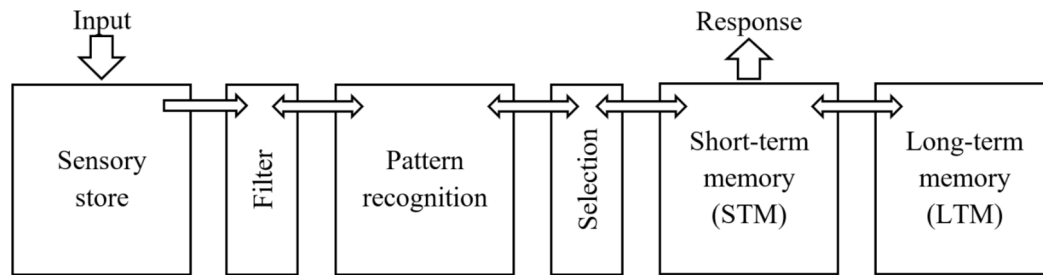 Input
Response
Sensory
store
Filter
Pattern
recognition
Selection
Short-term
memory
(STM)
Long-term
memory
(LTM)